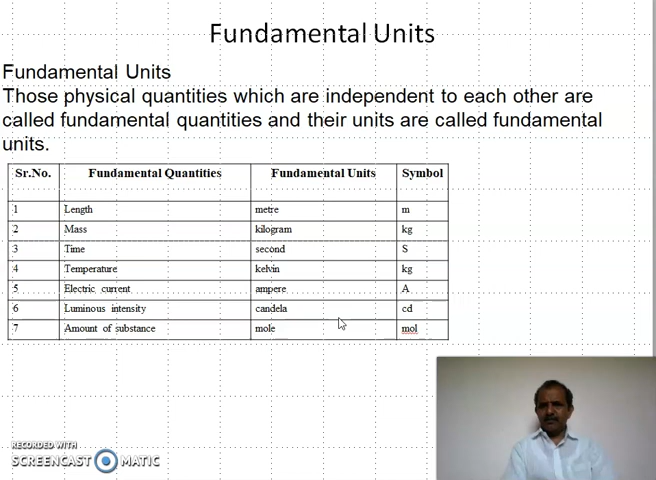 Fundamental Units
Fundamental Units
Those physical quantities which are independent to each other are
called fundamental quantities and their units are called fundamental
units.
Sr.No. Fundamental Quantities Fundamental Units Symbol
1 Length metre m
2 Mass kilogram kg
3 Time second S
4 Temperature kelvin kg
5 Electric current ampere A
6 Luminous intensity candela cd
7 Amount of substance mole mol
RECORDED WITH
SCREENCAST MATIC